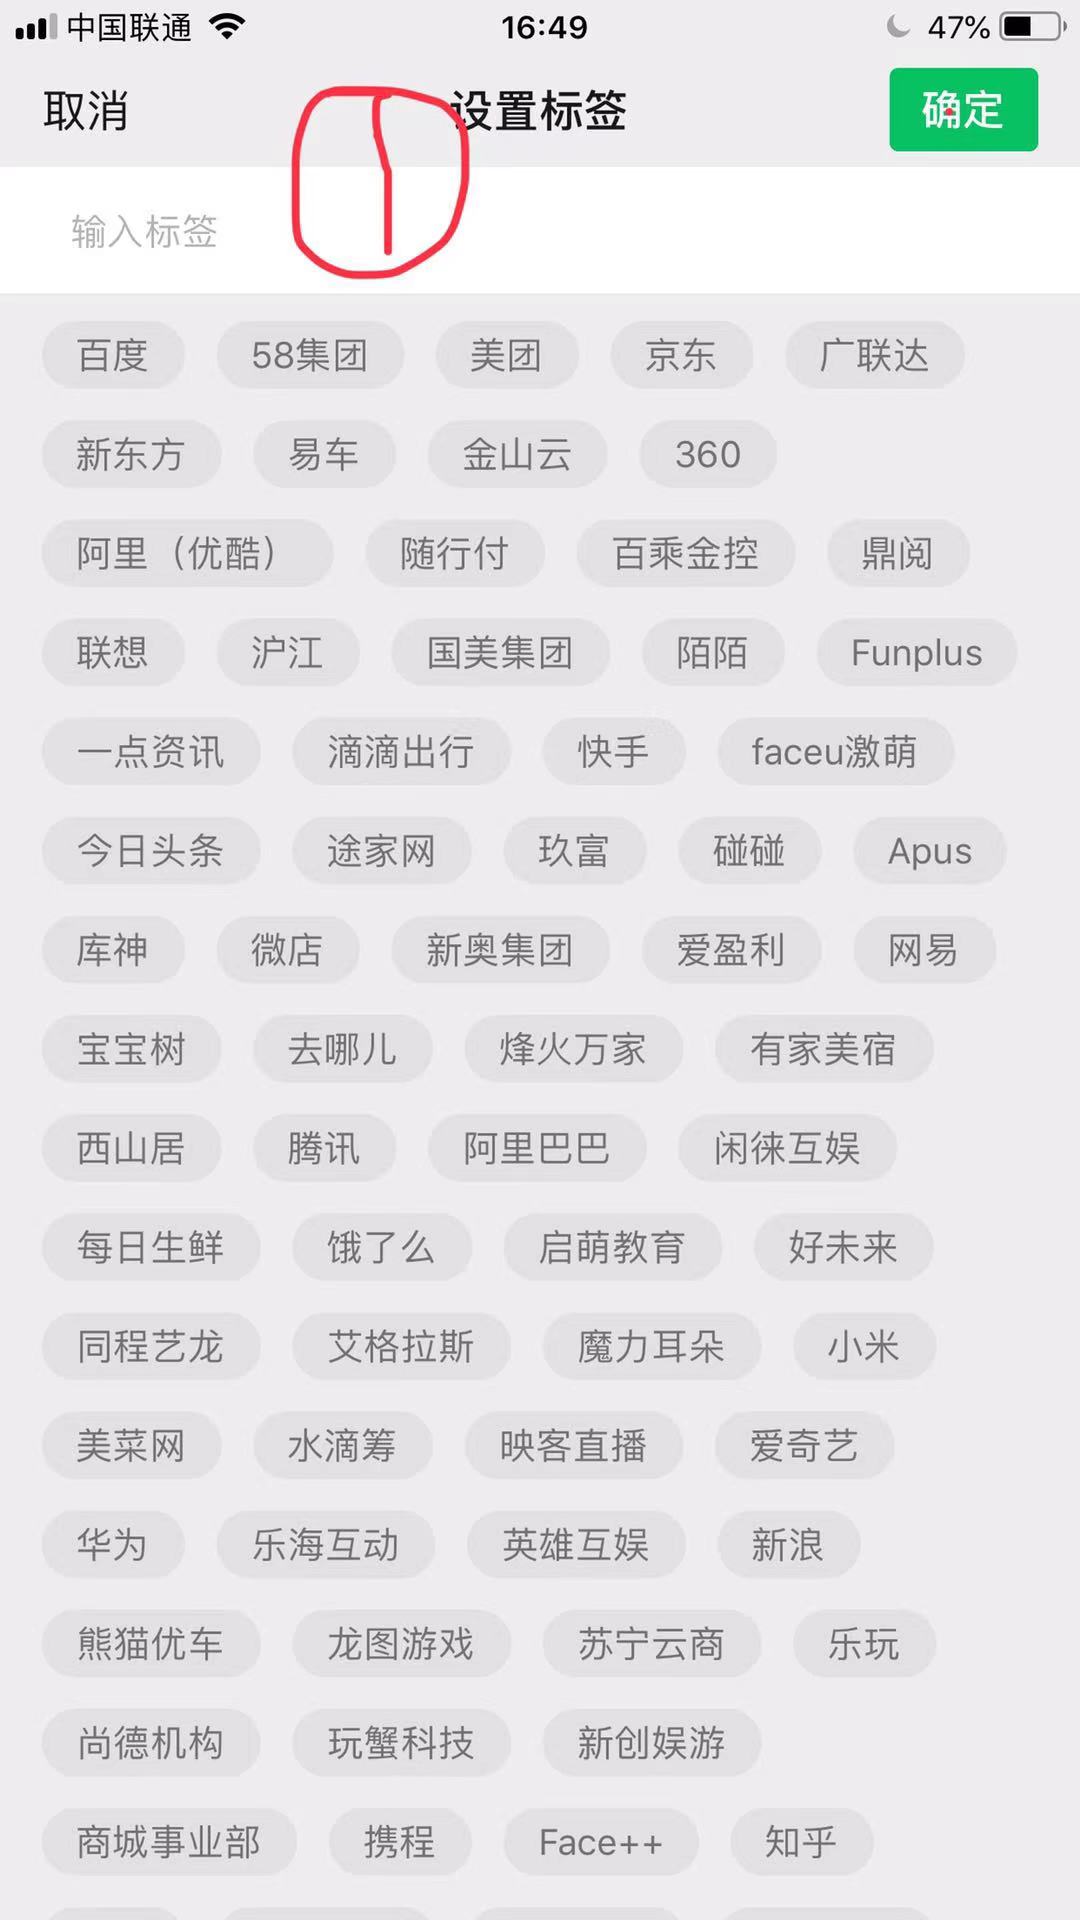 中国联通 16:49 47%
取消 设置标签 确定
1
输入标签
百度 58集团 美团 京东 广联达
新东方 易车 金山云 360
阿里（优酷） 随行付 百乘金控 鼎阅
联想 沪江 国美集团 陌陌 Funplus
一点资讯 滴滴出行 快手 faceu激萌
今日头条 途家网 玖富 碰碰 Apus
库神 微店 新奥集团 爱盈利 网易
宝宝树 去哪儿 烽火万家 有家美宿
西山居 腾讯 阿里巴巴 闲徕互娱
每日生鲜 饿了么 启萌教育 好未来
同程艺龙 艾格拉斯 魔力耳朵 小米
美菜网 水滴筹 映客直播 爱奇艺
华为 乐海互动 英雄互娱 新浪
熊猫优车 龙图游戏 苏宁云商 乐玩
尚德机构 玩蟹科技 新创娱游
商城事业部 携程 Face++ 知乎